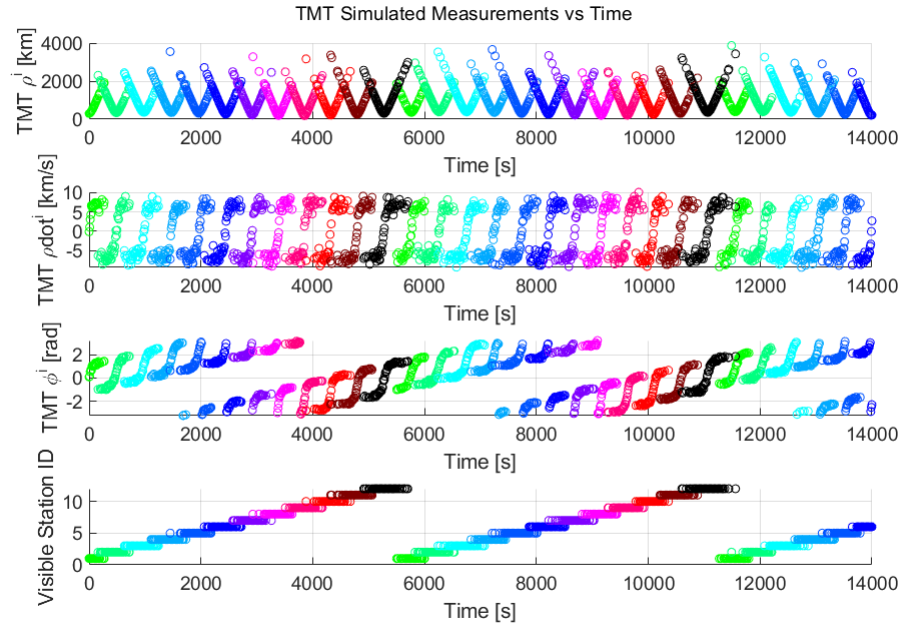 TMT Simulated Measurements vs Time
TMT ρⁱ [km]
4000
2000
0
0 2000 4000 6000 8000 10000 12000 14000
Time [s]
TMT ρdotⁱ [km/s]
10
5
0
-5
0 2000 4000 6000 8000 10000 12000 14000
Time [s]
TMT ϕⁱ [rad]
2
0
-2
0 2000 4000 6000 8000 10000 12000 14000
Time [s]
Visible Station ID
10
5
0
0 2000 4000 6000 8000 10000 12000 14000
Time [s]